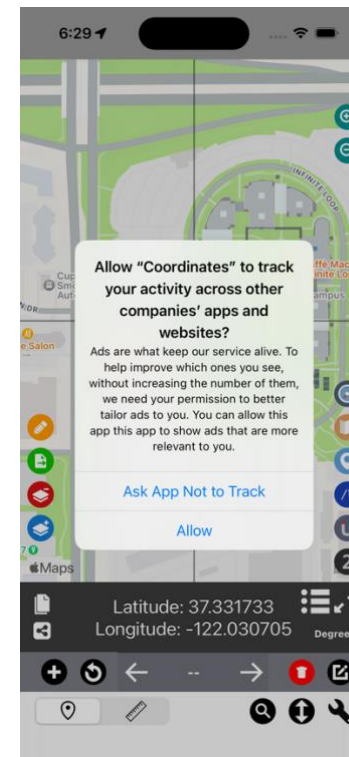 6:29
INFINITE LOOP
Allow “Coordinates” to track
your activity across other
companies’ apps and
websites?
Ads are what keep our service alive. To
help improve which ones you see,
without increasing the number of them,
we need your permission to better
tailor ads to you. You can allow this
app this app to show ads that are more
relevant to you.
Ask App Not to Track
Allow
Maps
Latitude: 37.331733
Longitude: -122.030705
Degree
--